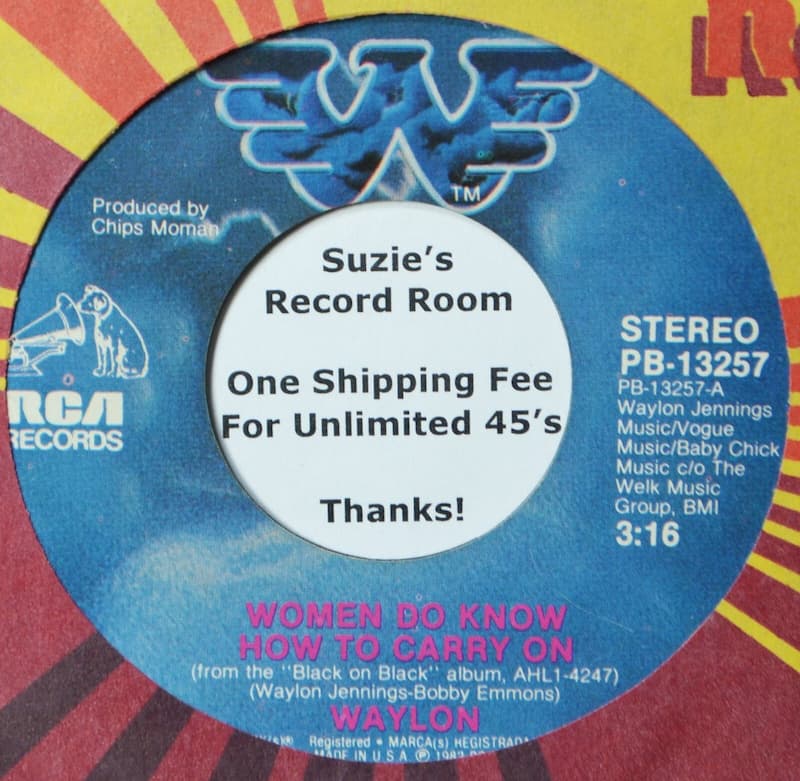 TM
Produced by
Chips Moman
Suzie's
Record Room
One Shipping Fee
For Unlimited 45's
Thanks!
RCA
RECORDS
STEREO
PB-13257
PB-13257-A
Waylon Jennings
Music/Vogue
Music/Baby Chick
Music c/o The
Welk Music
Group, BMI
3:16
WOMEN DO KNOW
HOW TO CARRY ON
(from the "Black on Black" album, AHL1-4247)
(Waylon Jennings-Bobby Emmons)
WAYLON
Registered • MARCA(s) REGISTRADA
MADE IN U.S.A ℗ 1982